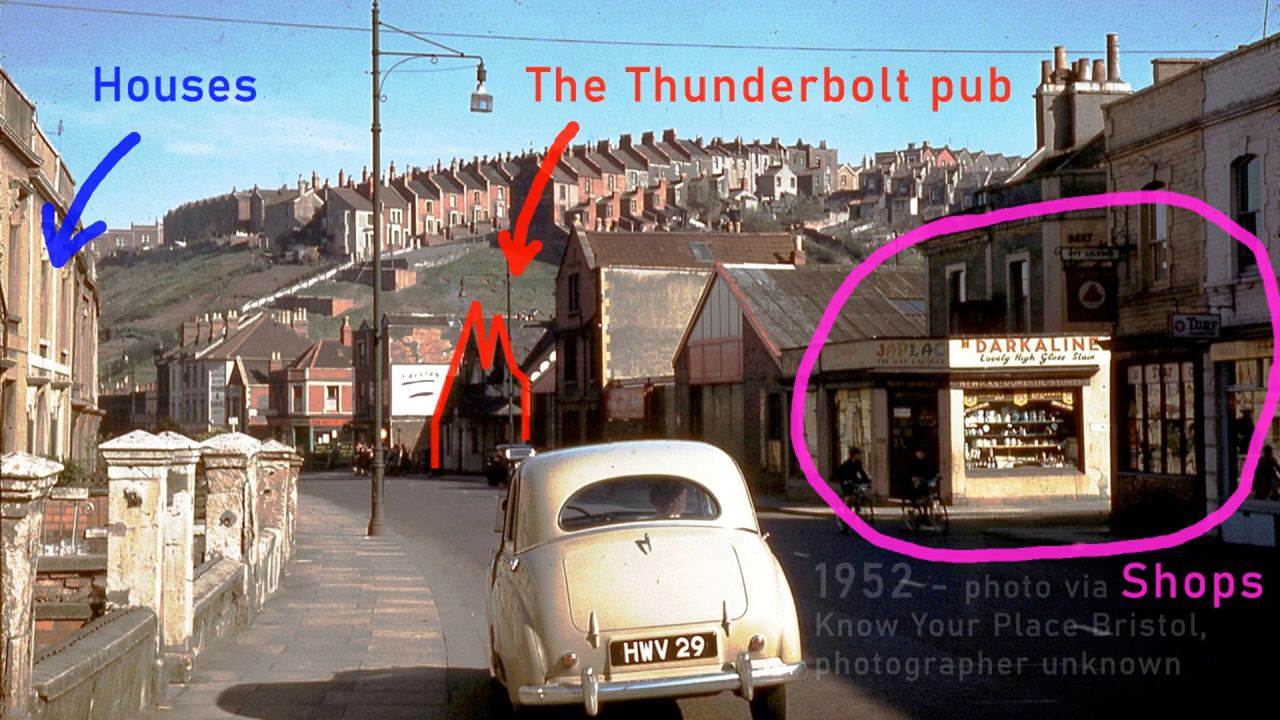 Houses
The Thunderbolt pub
BERT
OFF LICENCE
TURF
JAPLAC
THE GAY LACQUER
DARKALINE
Lovely High Gloss Stain
HWV 29
1952 - photo via Shops
Know Your Place Bristol,
photographer unknown